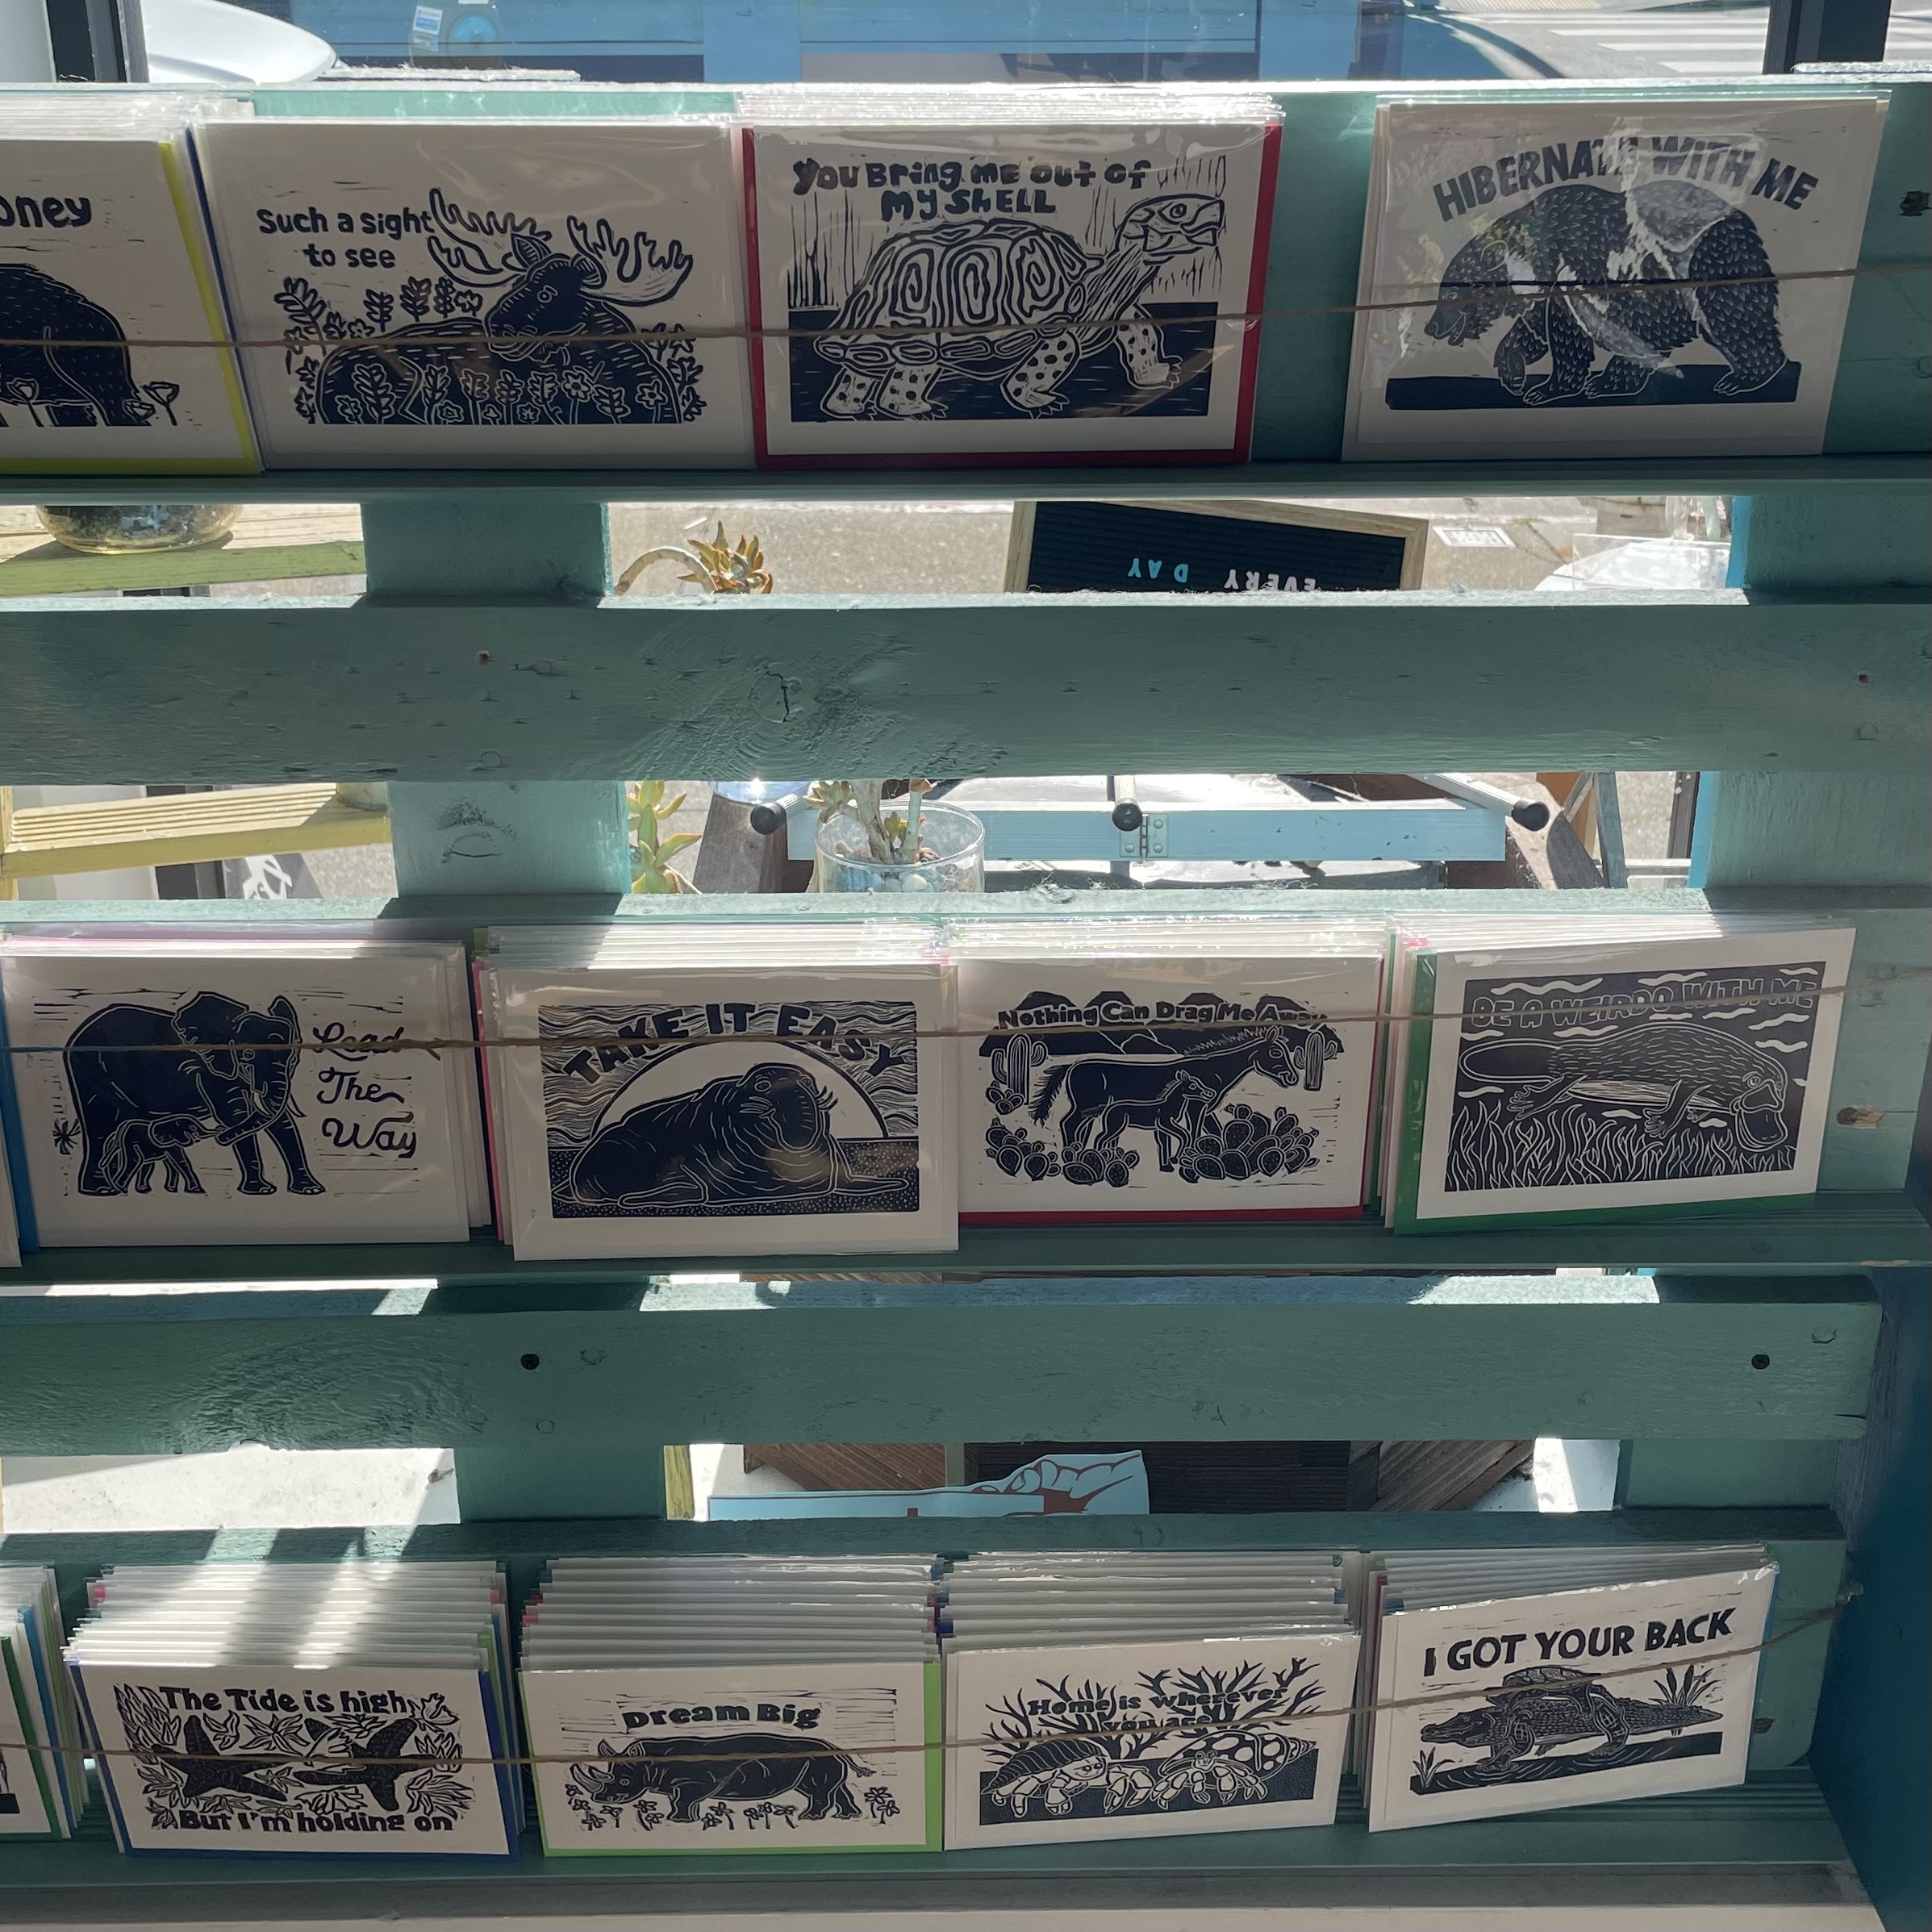 oney
Such a sight
to see
You Bring me out of
MY SHELL
HIBERNATE WITH ME
EVERY DAY
Lead
The
Way
TAKE IT EASY
Nothing Can Drag Me Away
BE A WEIRDO WITH ME
The Tide is high
But I'm holding on
Dream Big
Home is wherever
you are
I GOT YOUR BACK